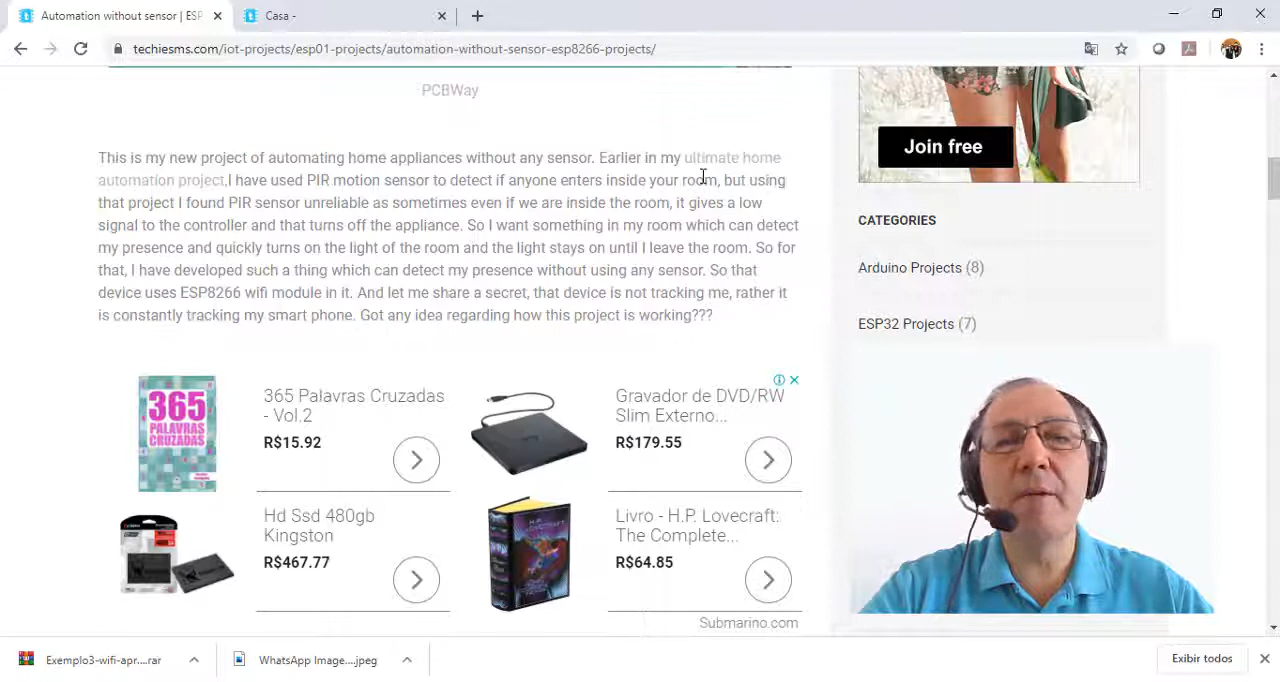 Automation without sensor | ESP
Casa -
techiesms.com/iot-projects/esp01-projects/automation-without-sensor-esp8266-projects/
PCBWay
This is my new project of automating home appliances without any sensor. Earlier in my ultimate home
automation project,I have used PIR motion sensor to detect if anyone enters inside your room, but using
that project I found PIR sensor unreliable as sometimes even if we are inside the room, it gives a low
signal to the controller and that turns off the appliance. So I want something in my room which can detect
my presence and quickly turns on the light of the room and the light stays on until I leave the room. So for
that, I have developed such a thing which can detect my presence without using any sensor. So that
device uses ESP8266 wifi module in it. And let me share a secret, that device is not tracking me, rather it
is constantly tracking my smart phone. Got any idea regarding how this project is working???
Join free
CATEGORIES
Arduino Projects (8)
ESP32 Projects (7)
365
PALAVRAS
CRUZADAS
365 Palavras Cruzadas
- Vol.2
R$15.92
Gravador de DVD/RW
Slim Externo...
R$179.55
Hd Ssd 480gb
Kingston
R$467.77
Livro - H.P. Lovecraft:
The Complete...
R$64.85
Submarino.com
Exemplo3-wifi-apr....rar
WhatsApp Image....jpeg
Exibir todos